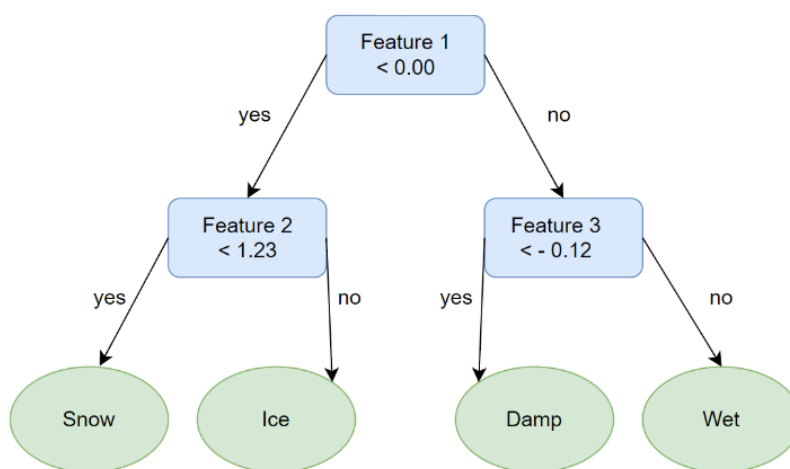 Feature 1
< 0.00
yes
no
Feature 2
< 1.23
Feature 3
< - 0.12
yes
no
yes
no
Snow
Ice
Damp
Wet